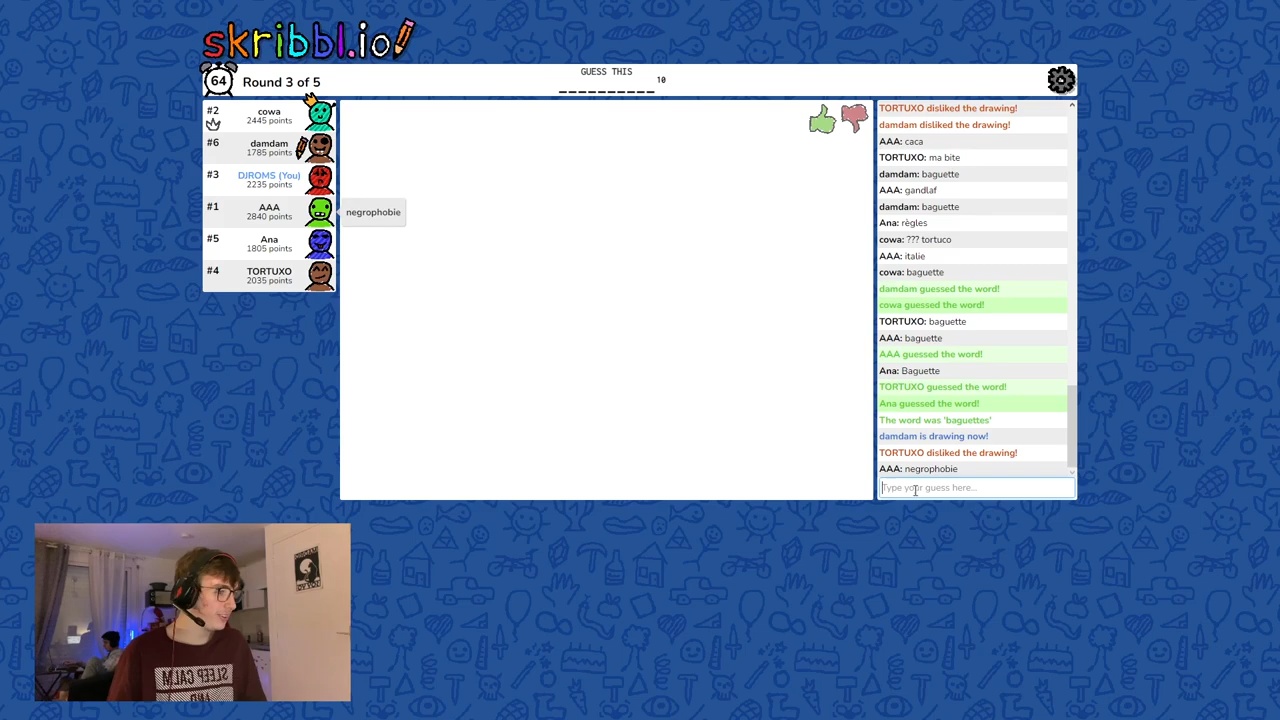 skribbl.io
64
Round 3 of 5
GUESS THIS
__________ 10
#2
cowa
2445 points
#6
damdam
1785 points
#3
DJROMS (You)
2235 points
#1
AAA
2840 points
#5
Ana
1805 points
#4
TORTUXO
2035 points
negrophobie
TORTUXO disliked the drawing!
damdam disliked the drawing!
AAA: caca
TORTUXO: ma bite
damdam: baguette
AAA: gandlaf
damdam: baguette
Ana: règles
cowa: ??? tortuco
AAA: italie
cowa: baguette
damdam guessed the word!
cowa guessed the word!
TORTUXO: baguette
AAA: baguette
AAA guessed the word!
Ana: Baguette
TORTUXO guessed the word!
Ana guessed the word!
The word was 'baguettes'
damdam is drawing now!
TORTUXO disliked the drawing!
AAA: negrophobie
Type your guess here...
SLEEP CALM